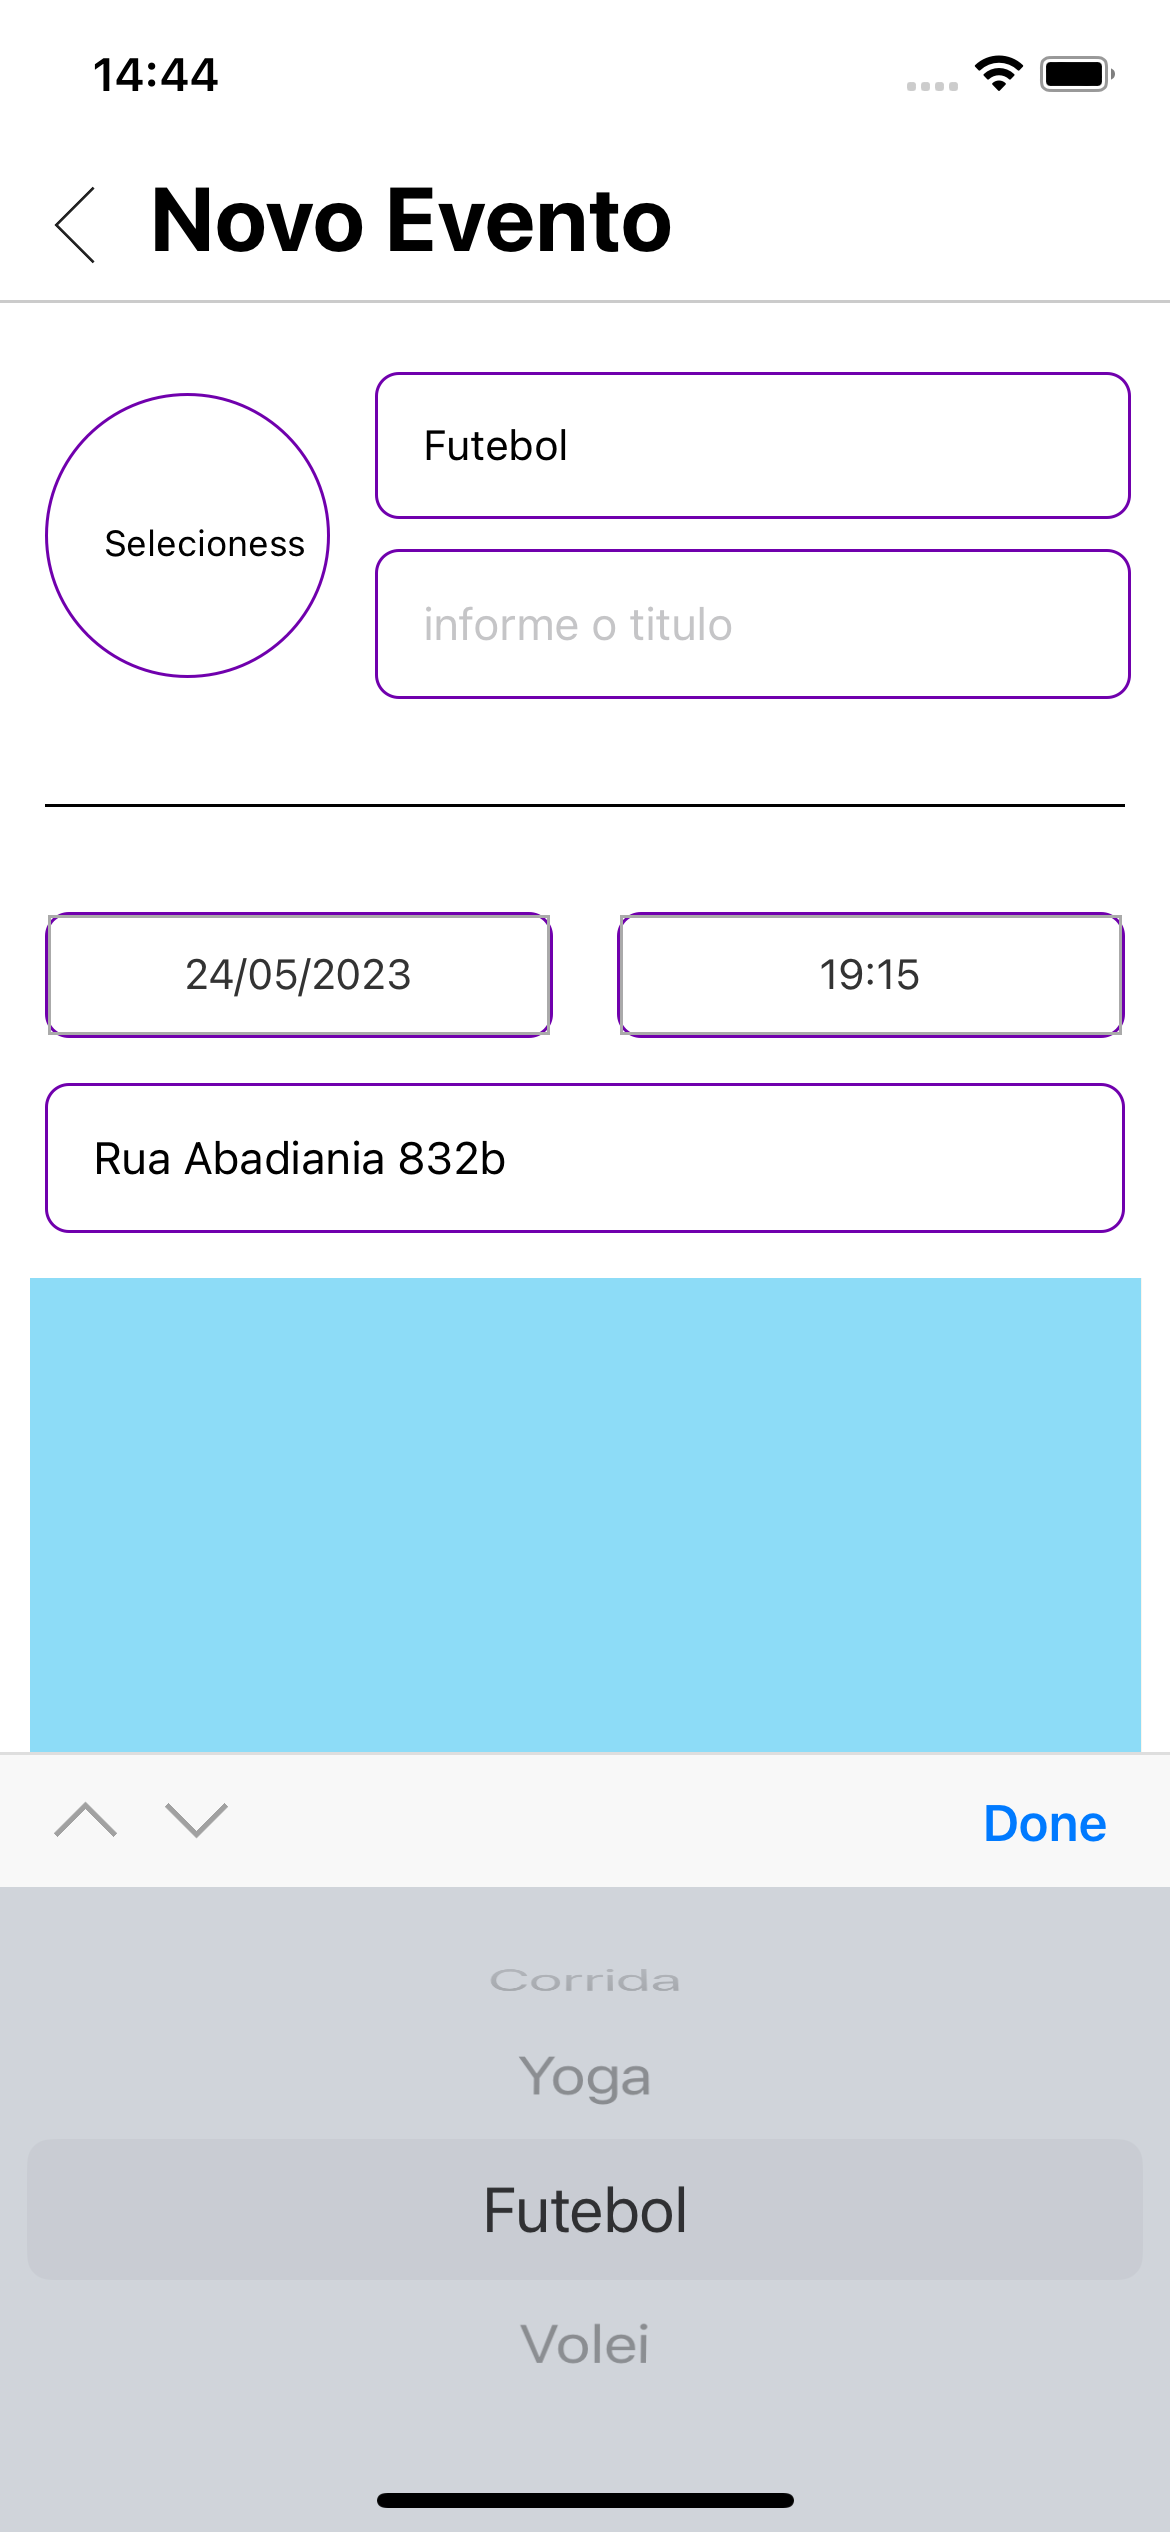 14:44
Novo Evento
Futebol
Selecioness
informe o titulo
24/05/2023
19:15
Rua Abadiania 832b
Done
Corrida
Yoga
Futebol
Volei